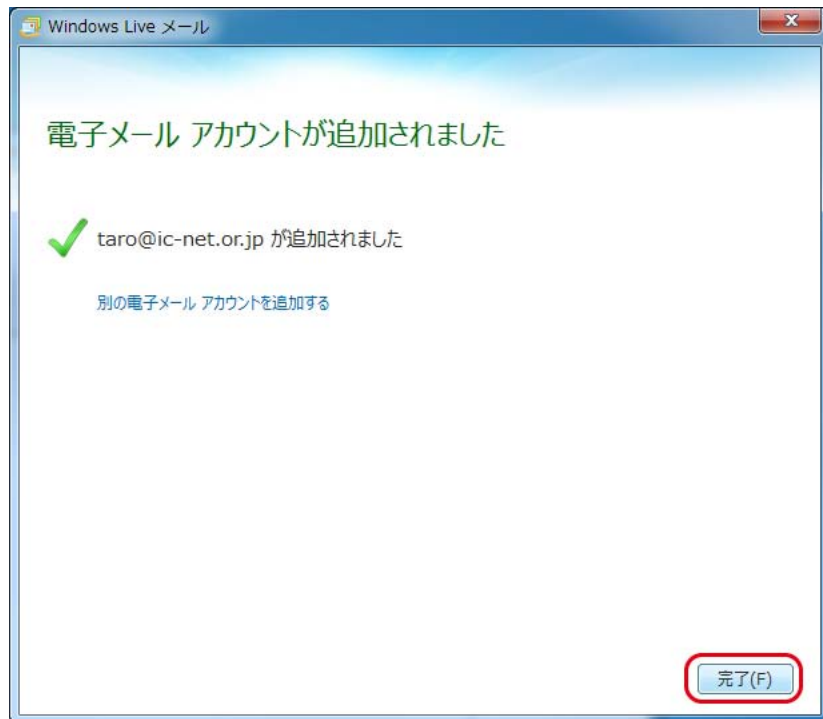 Windows Live メール
電子メール アカウントが追加されました
taro@ic-net.or.jp が追加されました
別の電子メール アカウントを追加する
完了(F)